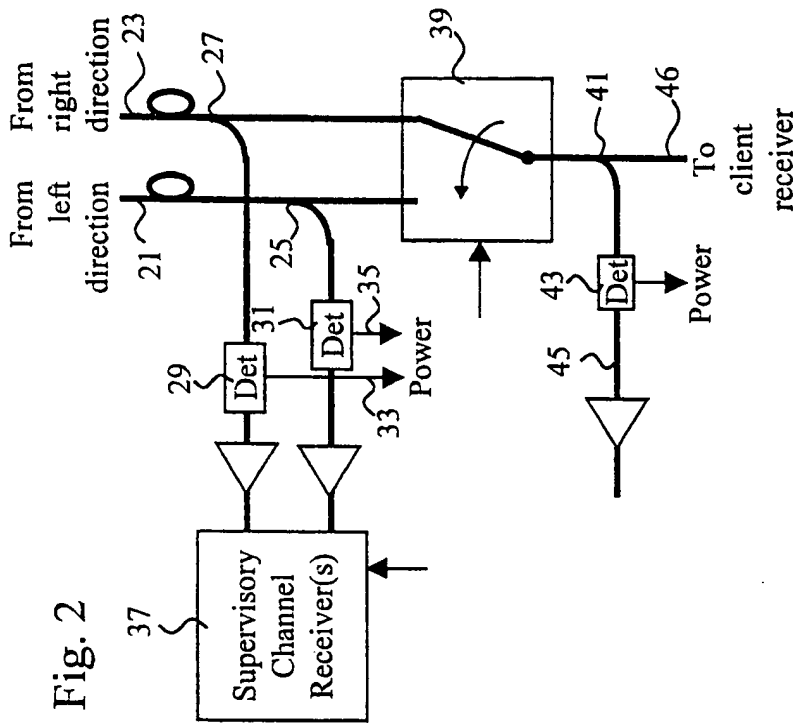 Fig. 2
From
left
direction
From
right
direction
21
23
25
27
29
Det
31
Det
33
35
Power
37
Supervisory
Channel
Receiver(s)
39
41
43
Det
Power
45
46
To
client
receiver